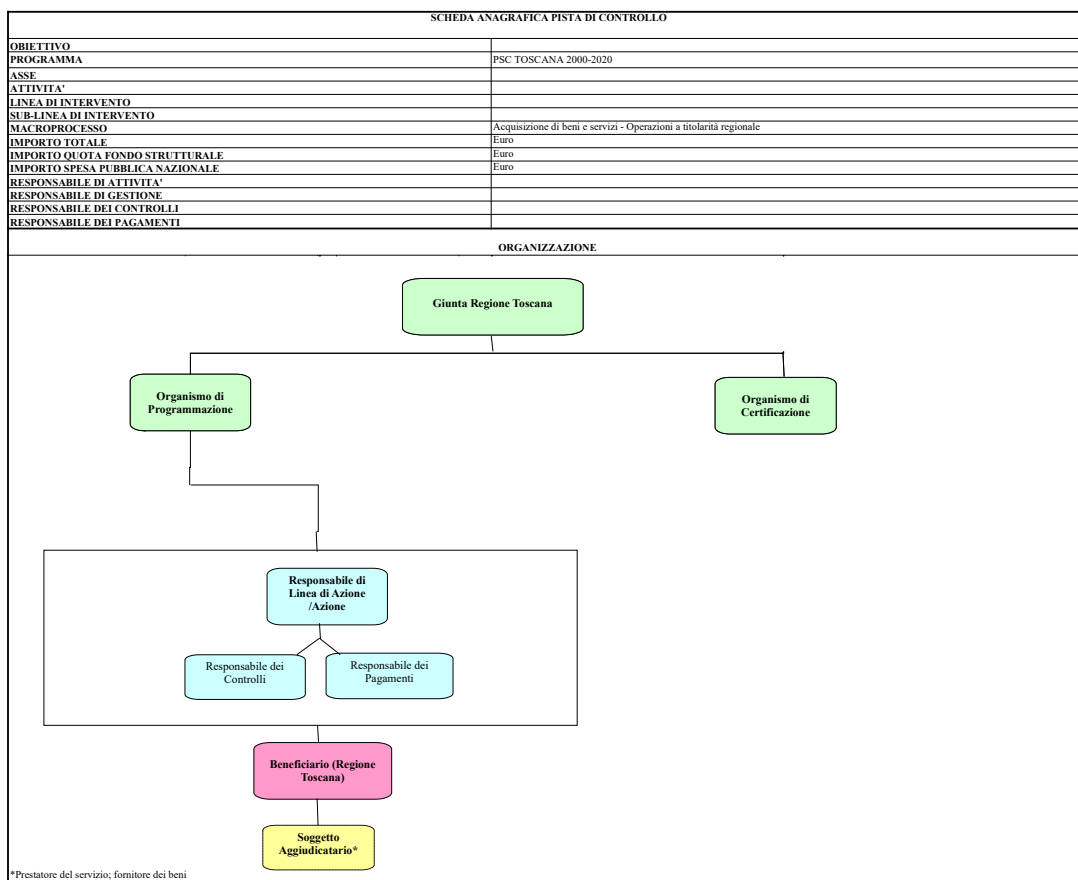 SCHEDA ANAGRAFICA PISTA DI CONTROLLO
OBIETTIVO
PROGRAMMA PSC TOSCANA 2000-2020
ASSE
ATTIVITA'
LINEA DI INTERVENTO
SUB-LINEA DI INTERVENTO
MACROPROCESSO Acquisizione di beni e servizi - Operazioni a titolarità regionale
IMPORTO TOTALE Euro
IMPORTO QUOTA FONDO STRUTTURALE Euro
IMPORTO SPESA PUBBLICA NAZIONALE Euro
RESPONSABILE DI ATTIVITA'
RESPONSABILE DI GESTIONE
RESPONSABILE DEI CONTROLLI
RESPONSABILE DEI PAGAMENTI
ORGANIZZAZIONE
Giunta Regione Toscana
Organismo di
Programmazione
Organismo di
Certificazione
Responsabile di
Linea di Azione
/Azione
Responsabile dei
Controlli
Responsabile dei
Pagamenti
Beneficiario (Regione
Toscana)
Soggetto
Aggiudicatario*
*Prestatore del servizio; fornitore dei beni